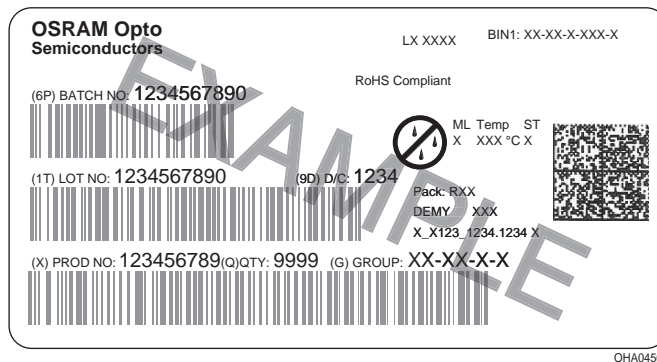 OSRAM Opto
Semiconductors
LX XXXX
BIN1: XX-XX-X-XXX-X
RoHS Compliant
(6P) BATCH NO: 1234567890
ML Temp ST
X XXX °C X
(1T) LOT NO: 1234567890 (9D) D/C: 1234
Pack: RXX
DEMY XXX
X_X123_1234.1234 X
(X) PROD NO: 123456789(Q)QTY: 9999 (G) GROUP: XX-XX-X-X
EXAMPLE